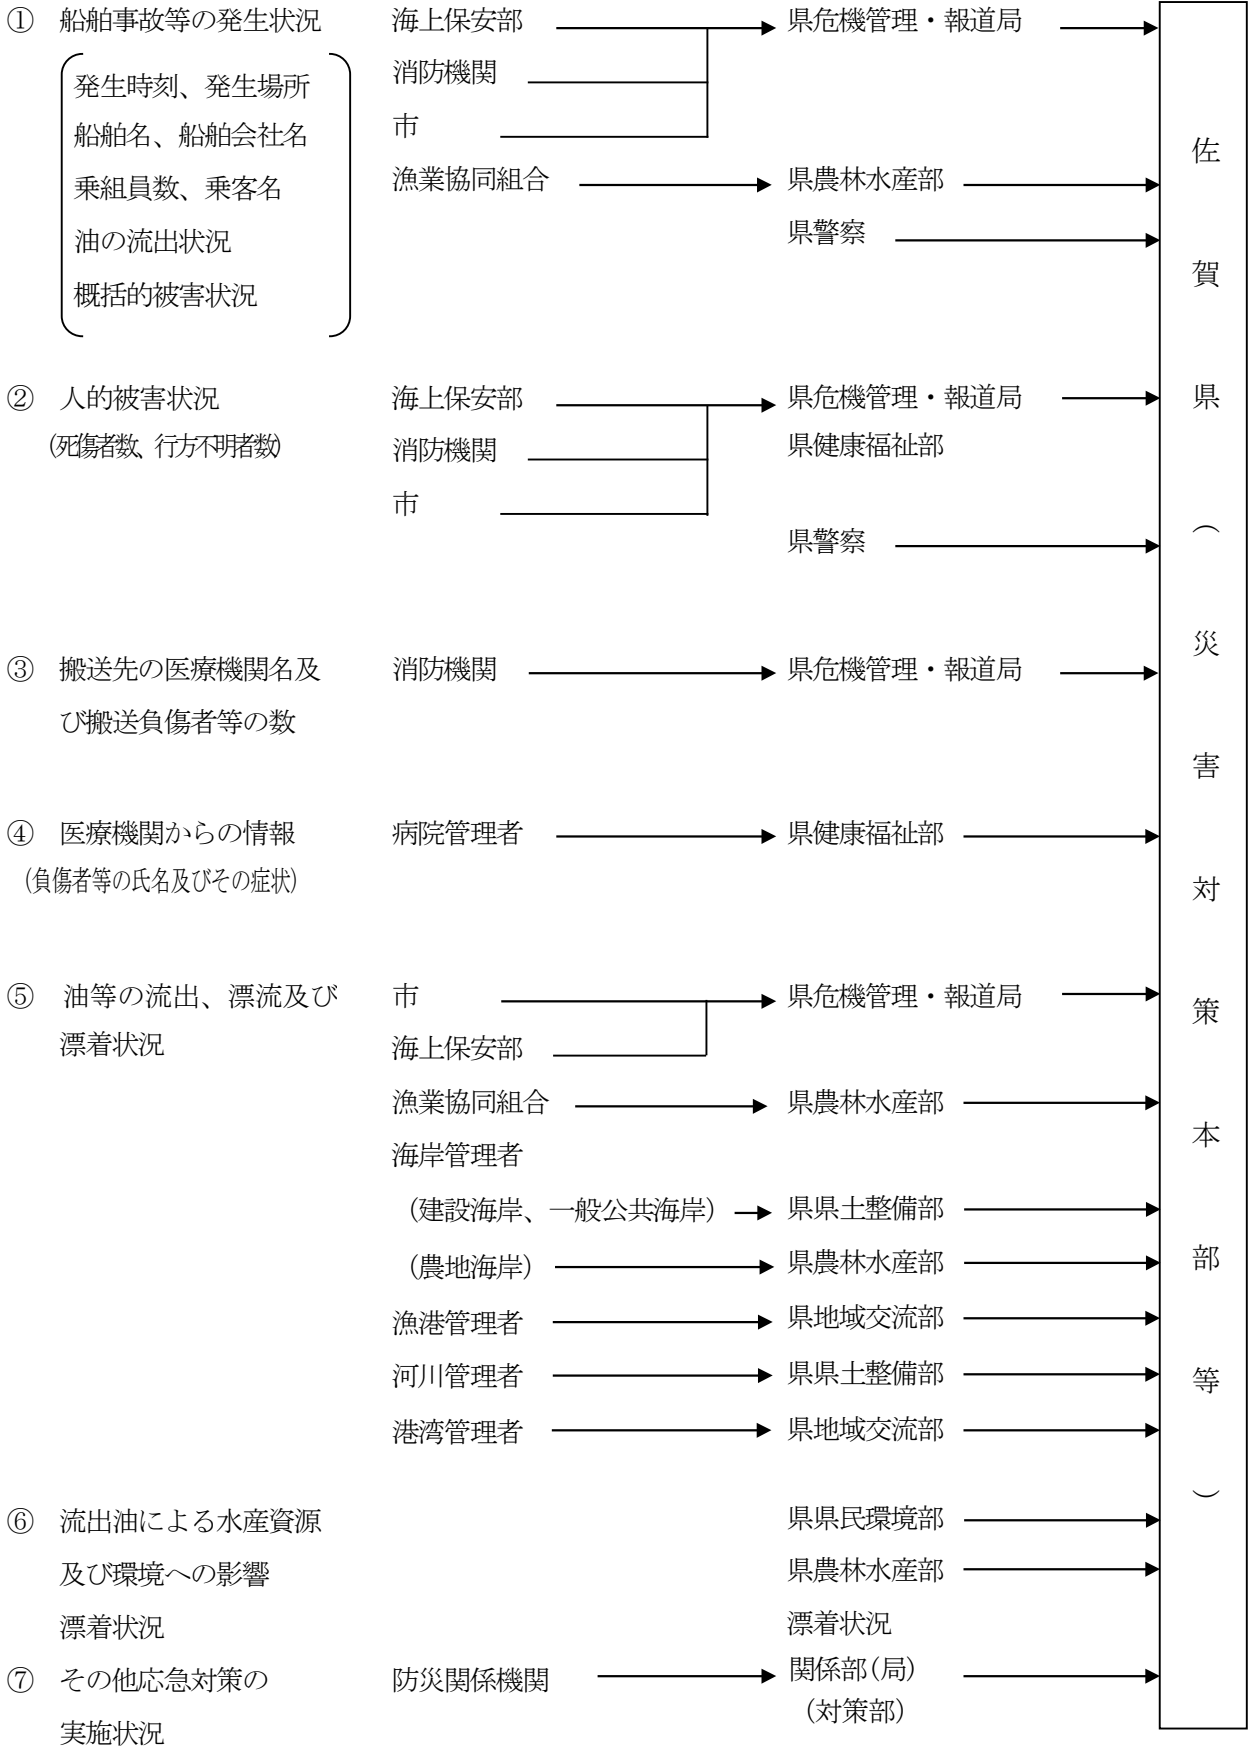 ① 船舶事故等の発生状況 海上保安部 県危機管理・報道局
発生時刻、発生場所 消防機関
船舶名、船舶会社名 市
乗組員数、乗客名 漁業協同組合 県農林水産部
油の流出状況 県警察
概括的被害状況
② 人的被害状況 海上保安部 県危機管理・報道局
(死傷者数、行方不明者数) 消防機関 県健康福祉部
市
県警察
③ 搬送先の医療機関名及 消防機関 県危機管理・報道局
び搬送負傷者等の数
④ 医療機関からの情報 病院管理者 県健康福祉部
(負傷者等の氏名及びその症状)
⑤ 油等の流出、漂流及び 市 県危機管理・報道局
漂着状況 海上保安部
漁業協同組合 県農林水産部
海岸管理者
(建設海岸、一般公共海岸) 県県土整備部
(農地海岸) 県農林水産部
漁港管理者 県地域交流部
河川管理者 県県土整備部
港湾管理者 県地域交流部
⑥ 流出油による水産資源 県県民環境部
及び環境への影響 県農林水産部
漂着状況 漂着状況
⑦ その他応急対策の 防災関係機関 関係部(局)
実施状況 (対策部)
佐賀県(災害対策本部等)